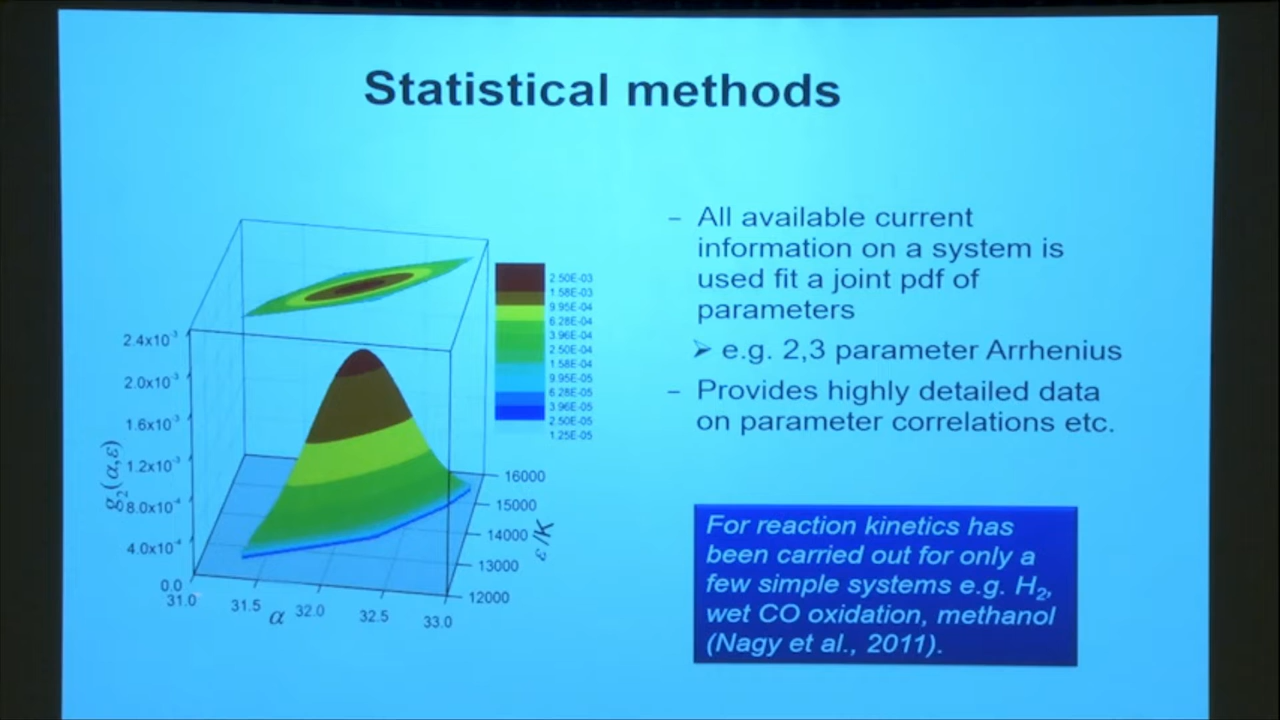 Statistical methods
– All available current
information on a system is
used fit a joint pdf of
parameters
➢ e.g. 2,3 parameter Arrhenius
– Provides highly detailed data
on parameter correlations etc.
For reaction kinetics has
been carried out for only a
few simple systems e.g. H₂,
wet CO oxidation, methanol
(Nagy et al., 2011).
2.50E-03
1.58E-03
9.95E-04
6.28E-04
3.96E-04
2.50E-04
1.58E-04
9.95E-05
6.28E-05
3.96E-05
2.50E-05
1.25E-05
g₂(α,ε)
2.4x10⁻³
2.0x10⁻³
1.6x10⁻³
1.2x10⁻³
8.0x10⁻⁴
4.0x10⁻⁴
0.0
31.0
31.5
32.0
32.5
33.0
α
16000
15000
14000
13000
12000
ε /K